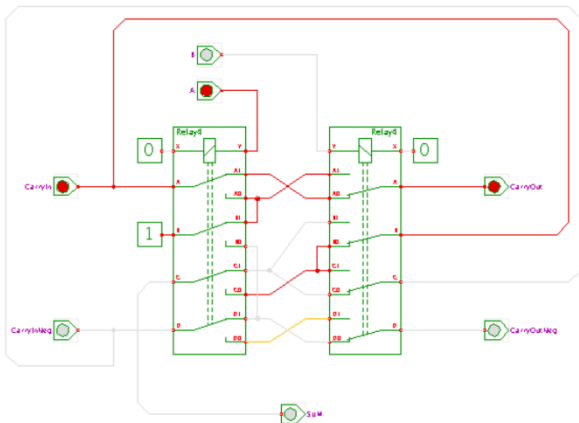 B
A
Relay4
Relay4
0
X
Y
Y
X
0
A1
A1
CarryIn
A
A0
A0
A
CarryOut
B1
B1
1
B
B0
B0
B
C1
C1
C
C
C0
C0
D1
D1
CarryInNeg
D
D
CarryOutNeg
D0
D0
SuM